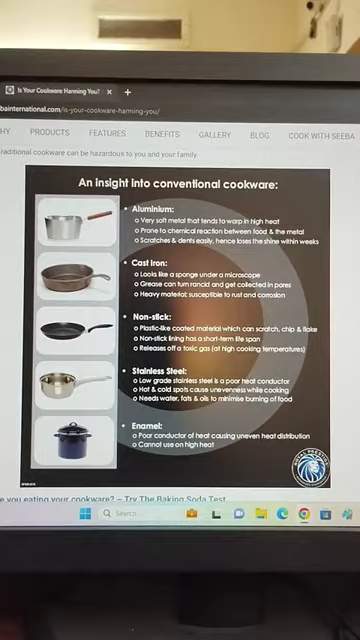 Is Your Cookware Harming You?
bainternational.com/is-your-cookware-harming-you/
HY PRODUCTS FEATURES BENEFITS GALLERY BLOG COOK WITH SEEBA
raditional cookware can be hazardous to you and your family.
An insight into conventional cookware:
• Aluminium:
o Very soft metal that tends to warp in high heat
o Prone to chemical reaction between food & the metal
o Scratches & dents easily, hence loses the shine within weeks
• Cast Iron:
o Looks like a sponge under a microscope
o Grease can turn rancid and get collected in pores
o Heavy material; susceptible to rust and corrosion
• Non-stick:
o Plastic-like coated material which can scratch, chip & flake
o Non-stick lining has a short-term life span
o Releases off a toxic gas (at high cooking temperatures)
• Stainless Steel:
o Low grade stainless steel is a poor heat conductor
o Hot & cold spots cause unevenness while cooking
o Needs water, fats & oils to minimise burning of food
• Enamel:
o Poor conductor of heat causing uneven heat distribution
o Cannot use on high heat
e you eating your cookware? – Try The Baking Soda Test
Search